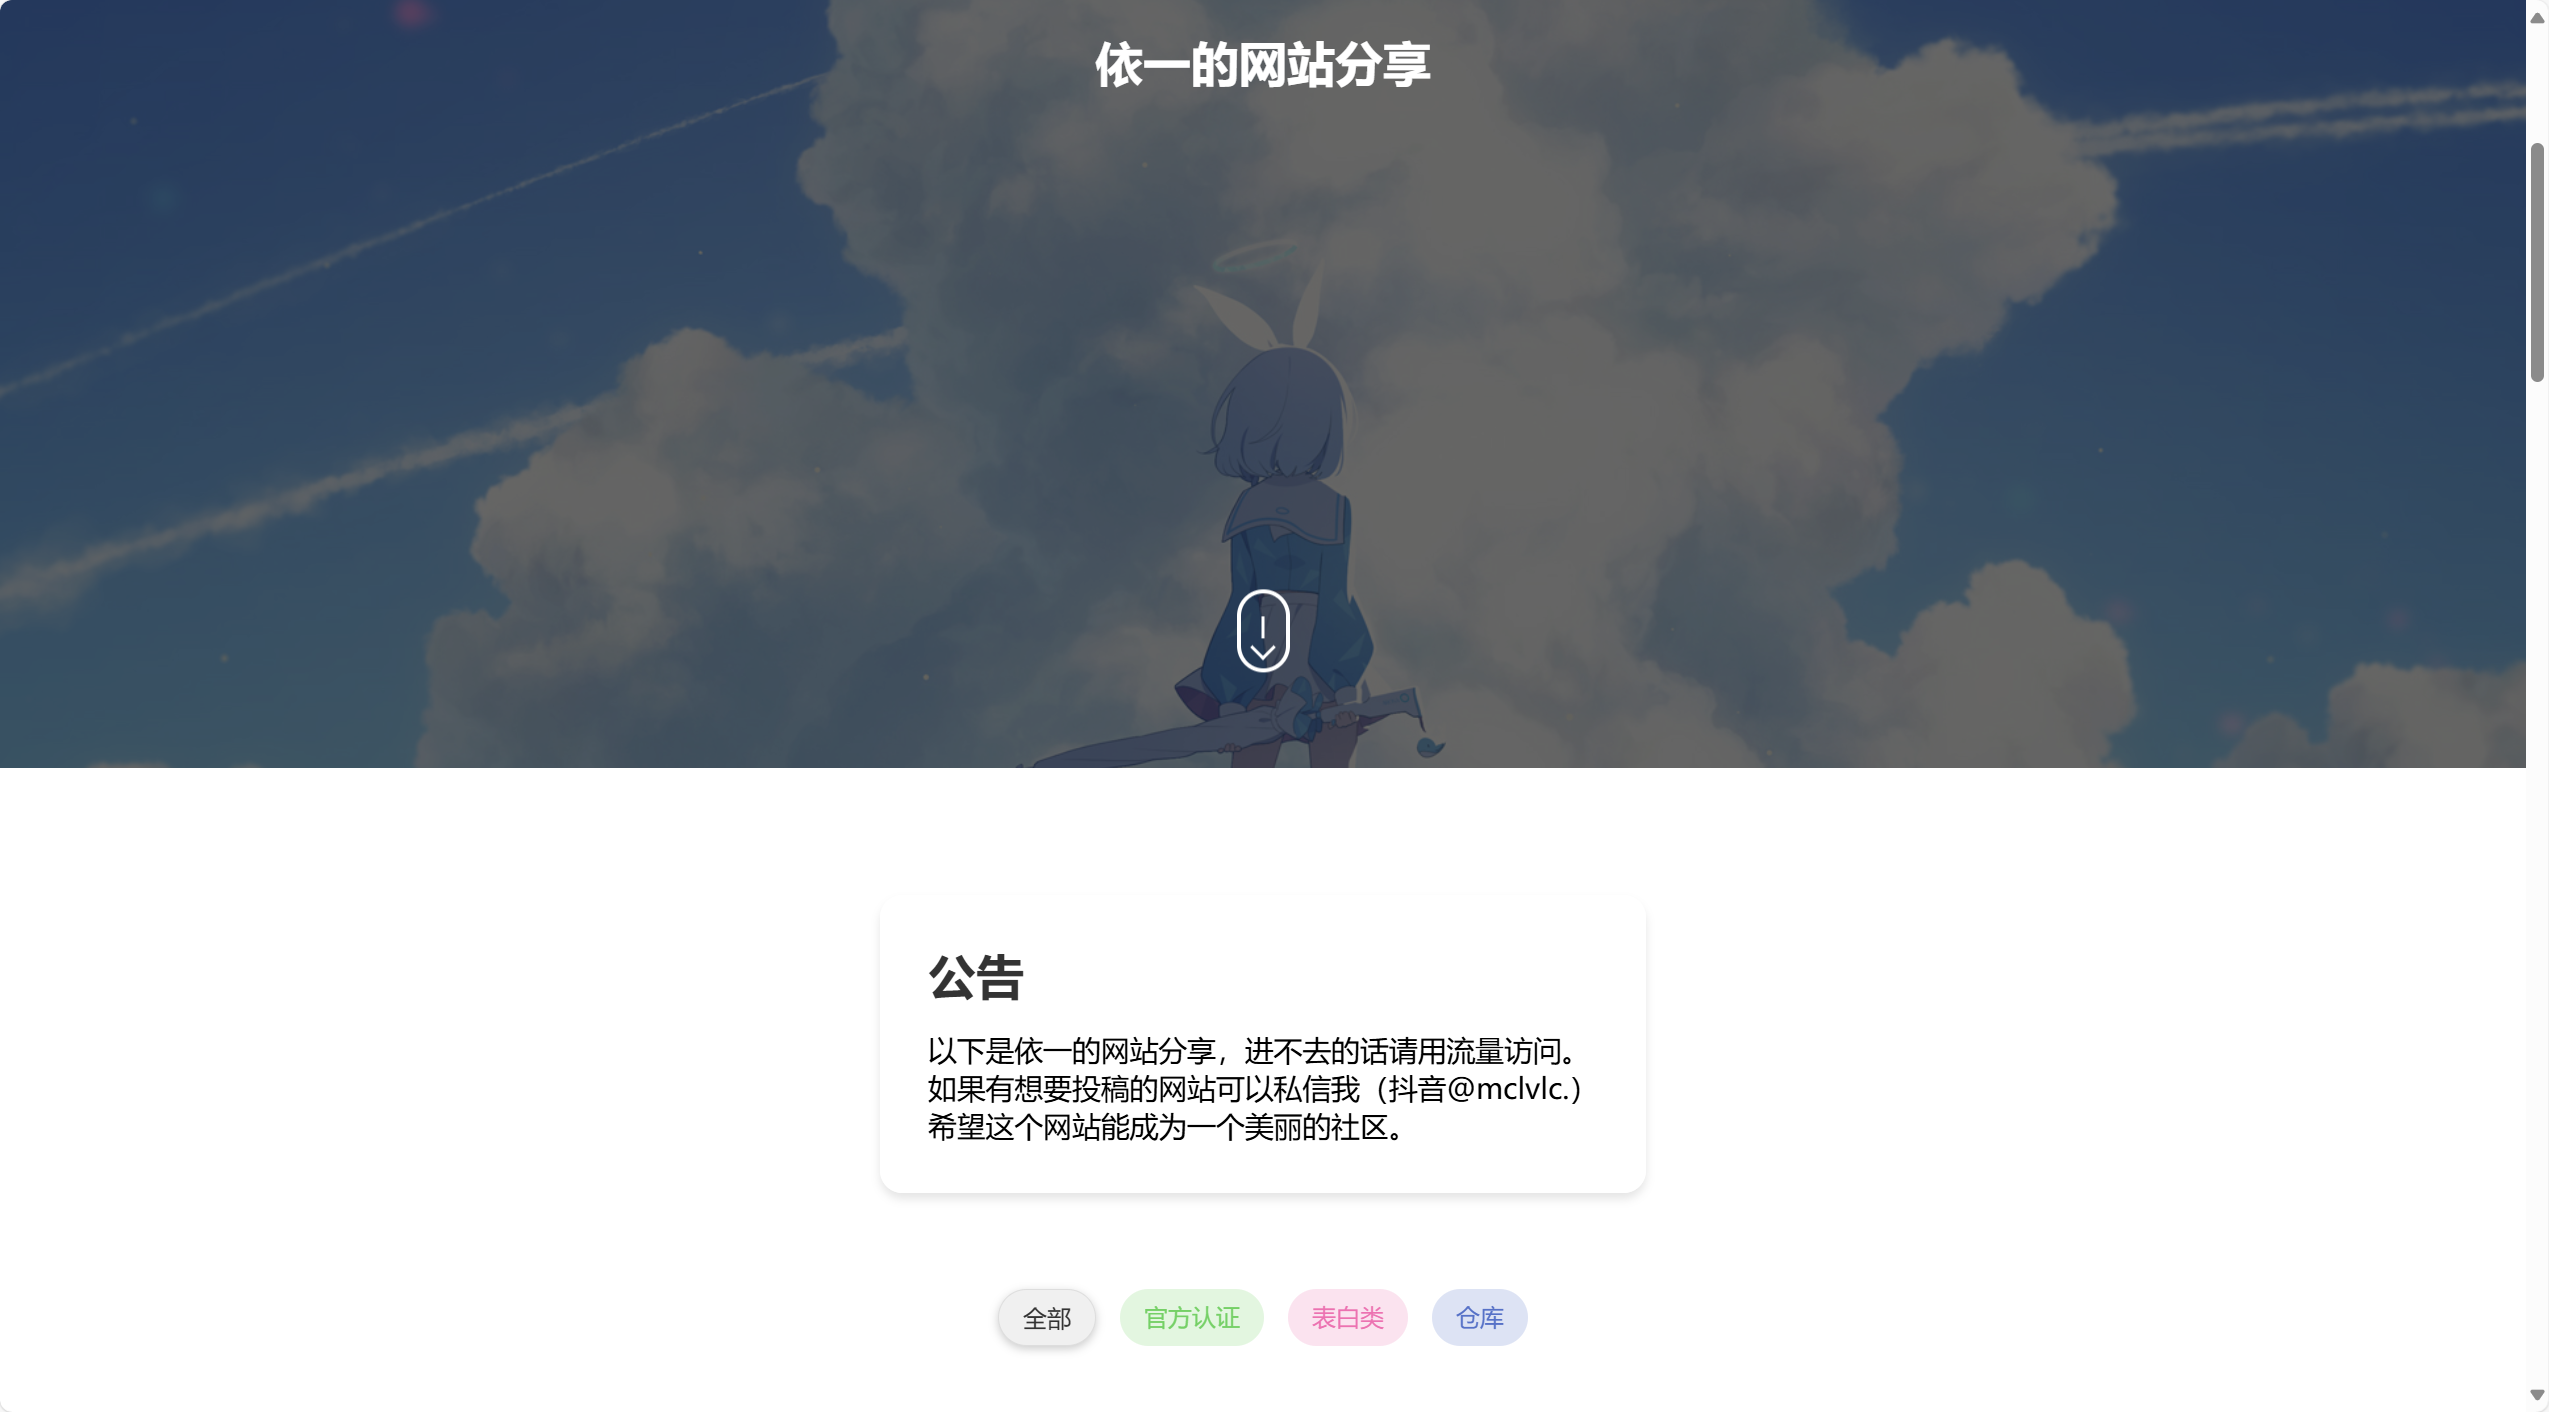 依一的网站分享
公告
以下是依一的网站分享，进不去的话请用流量访问。
如果有想要投稿的网站可以私信我（抖音@mclvlc.）
希望这个网站能成为一个美丽的社区。
全部 官方认证 表白类 仓库